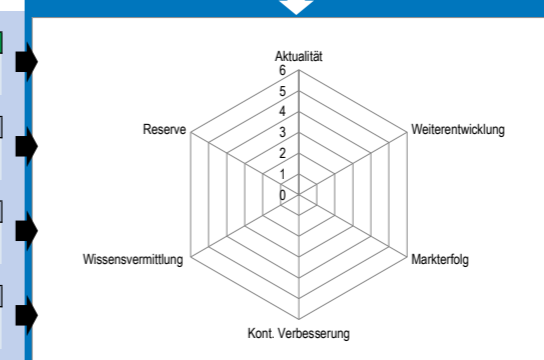 Aktualität
6
5
Reserve
Weiterentwicklung
4
3
2
1
0
Wissensvermittlung
Markterfolg
Kont. Verbesserung